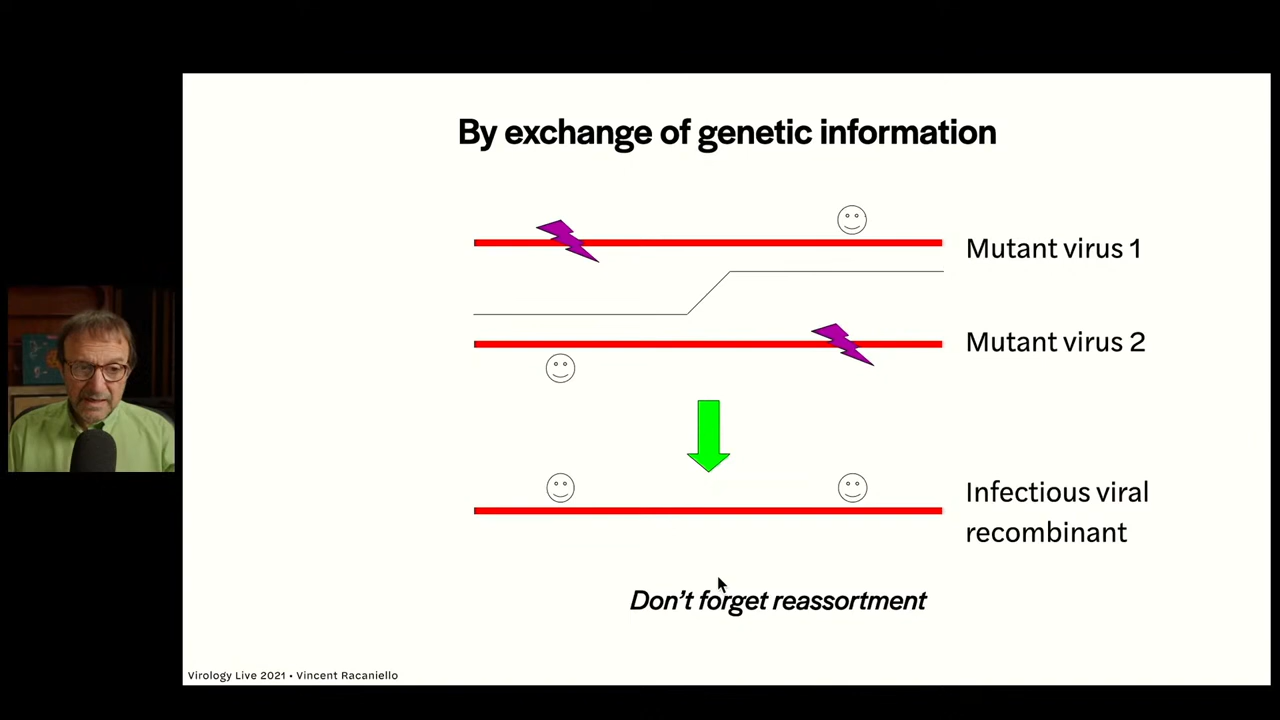 By exchange of genetic information
Mutant virus 1
Mutant virus 2
Infectious viral
recombinant
Don't forget reassortment
Virology Live 2021 • Vincent Racaniello